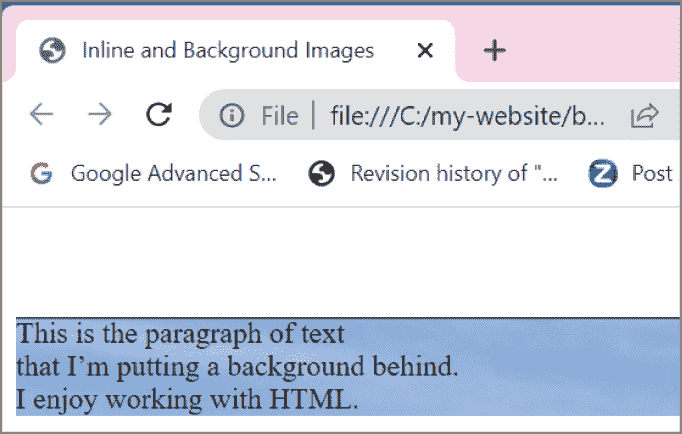 Inline and Background Images
File | file:///C:/my-website/b...
Google Advanced S... Revision history of "... Z Post
This is the paragraph of text
that I’m putting a background behind.
I enjoy working with HTML.